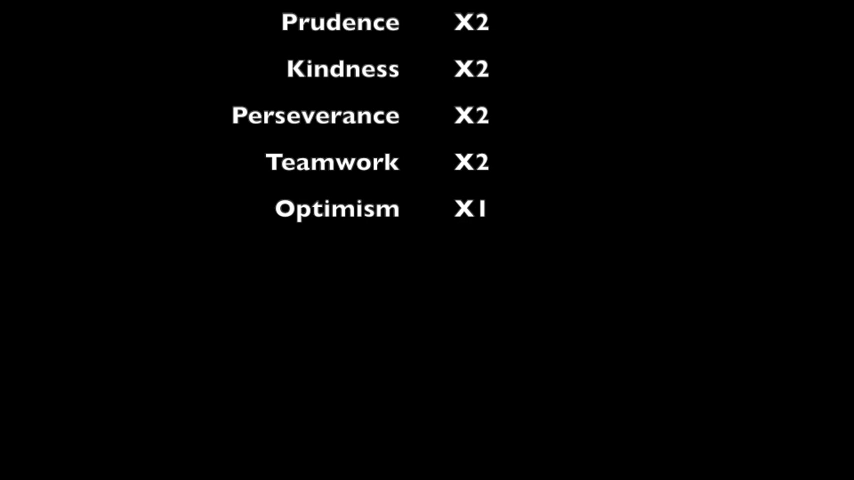 Prudence X2
Kindness X2
Perseverance X2
Teamwork X2
Optimism X1